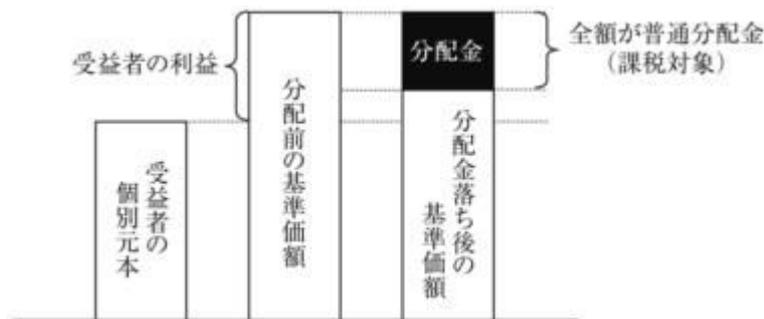 受益者の利益
分配金
全額が普通分配金
(課税対象)
受益者の
個別元本
分配前の基準価額
分配金落ち後の
基準価額